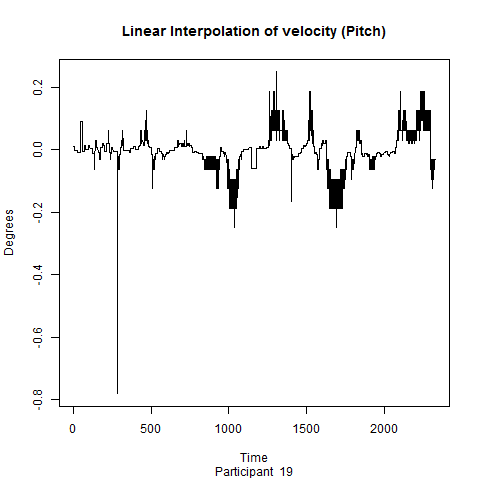 Linear Interpolation of velocity (Pitch)
Degrees
0.2
0.0
-0.2
-0.4
-0.6
-0.8
0 500 1000 1500 2000
Time
Participant 19